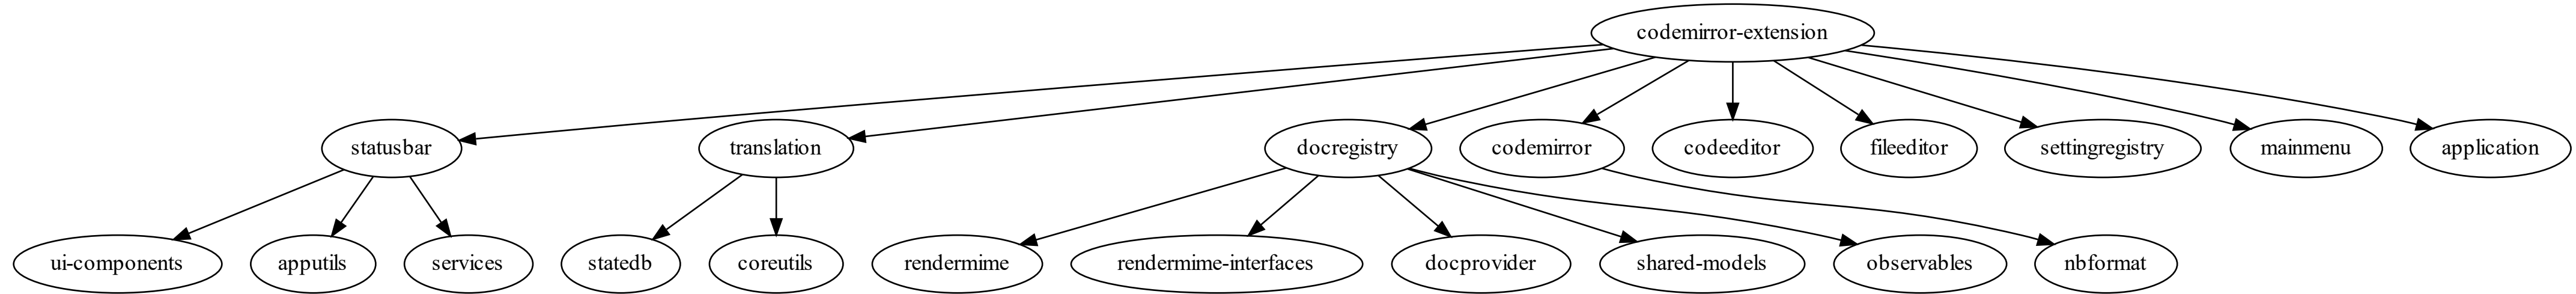 codemirror-extension
statusbar
translation
docregistry
codemirror
codeeditor
fileeditor
settingregistry
mainmenu
application
ui-components
apputils
services
statedb
coreutils
rendermime
rendermime-interfaces
docprovider
shared-models
observables
nbformat